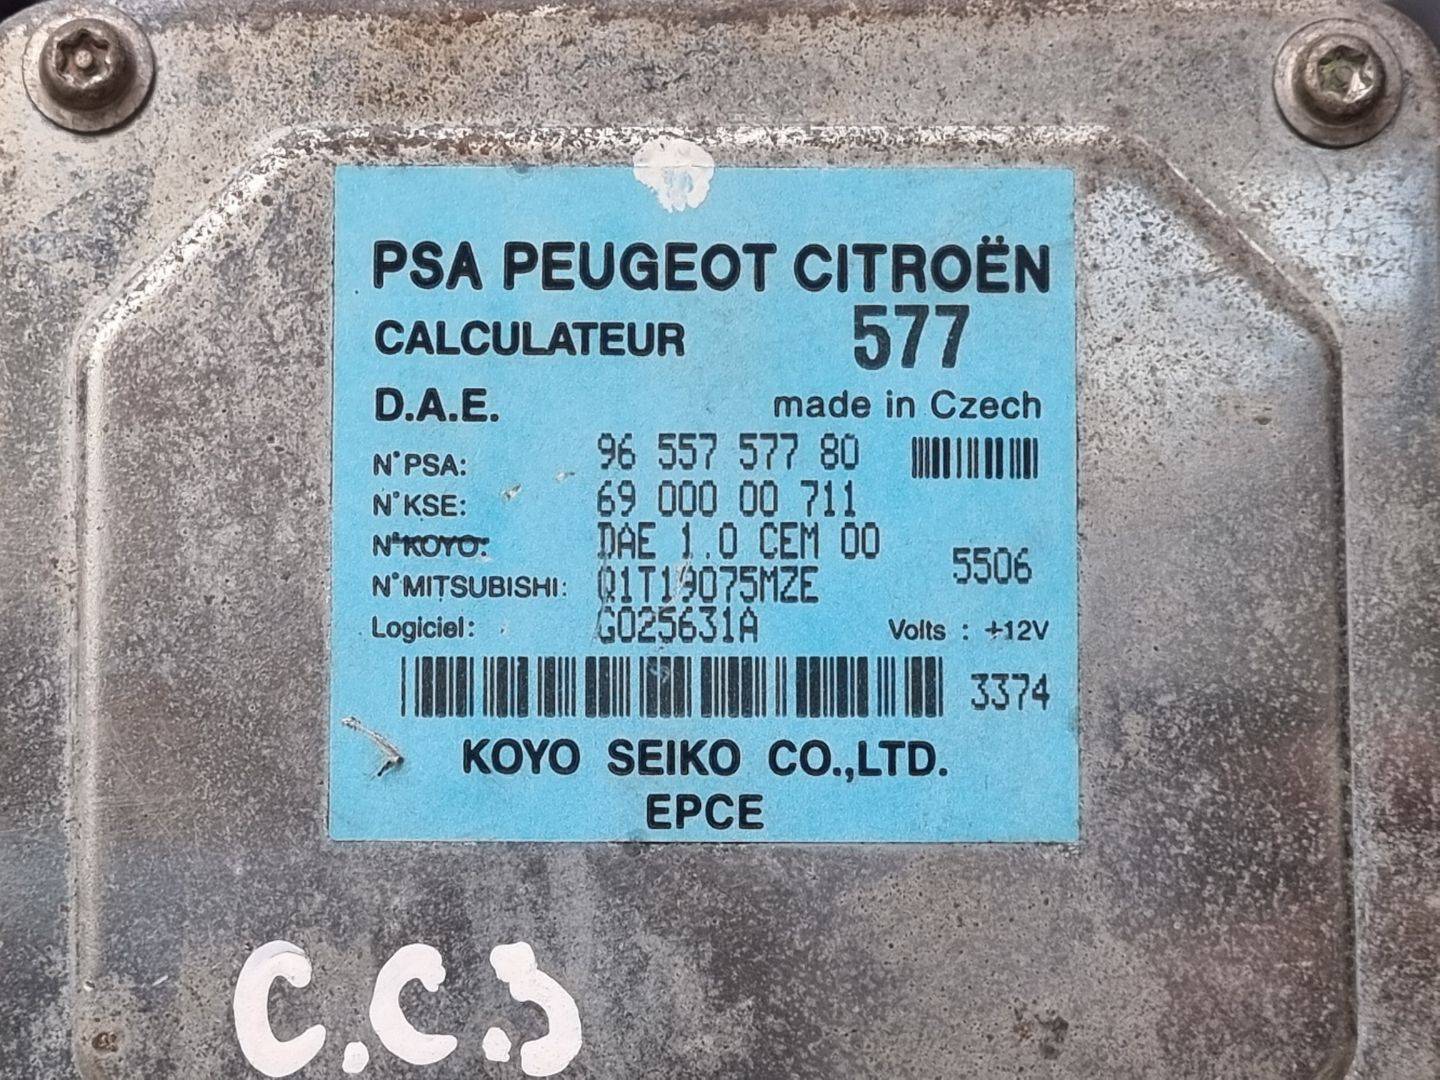 PSA PEUGEOT CITROËN
CALCULATEUR 577
D.A.E. made in Czech
N°PSA: 96 557 577 80
N°KSE: 69 000 00 711
N°KOYO: DAE 1.0 CEM 00
N°MITSUBISHI: Q1T19075MZE 5506
Logiciel: G025631A Volts : +12V
3374
KOYO SEIKO CO.,LTD.
EPCE
C.C.